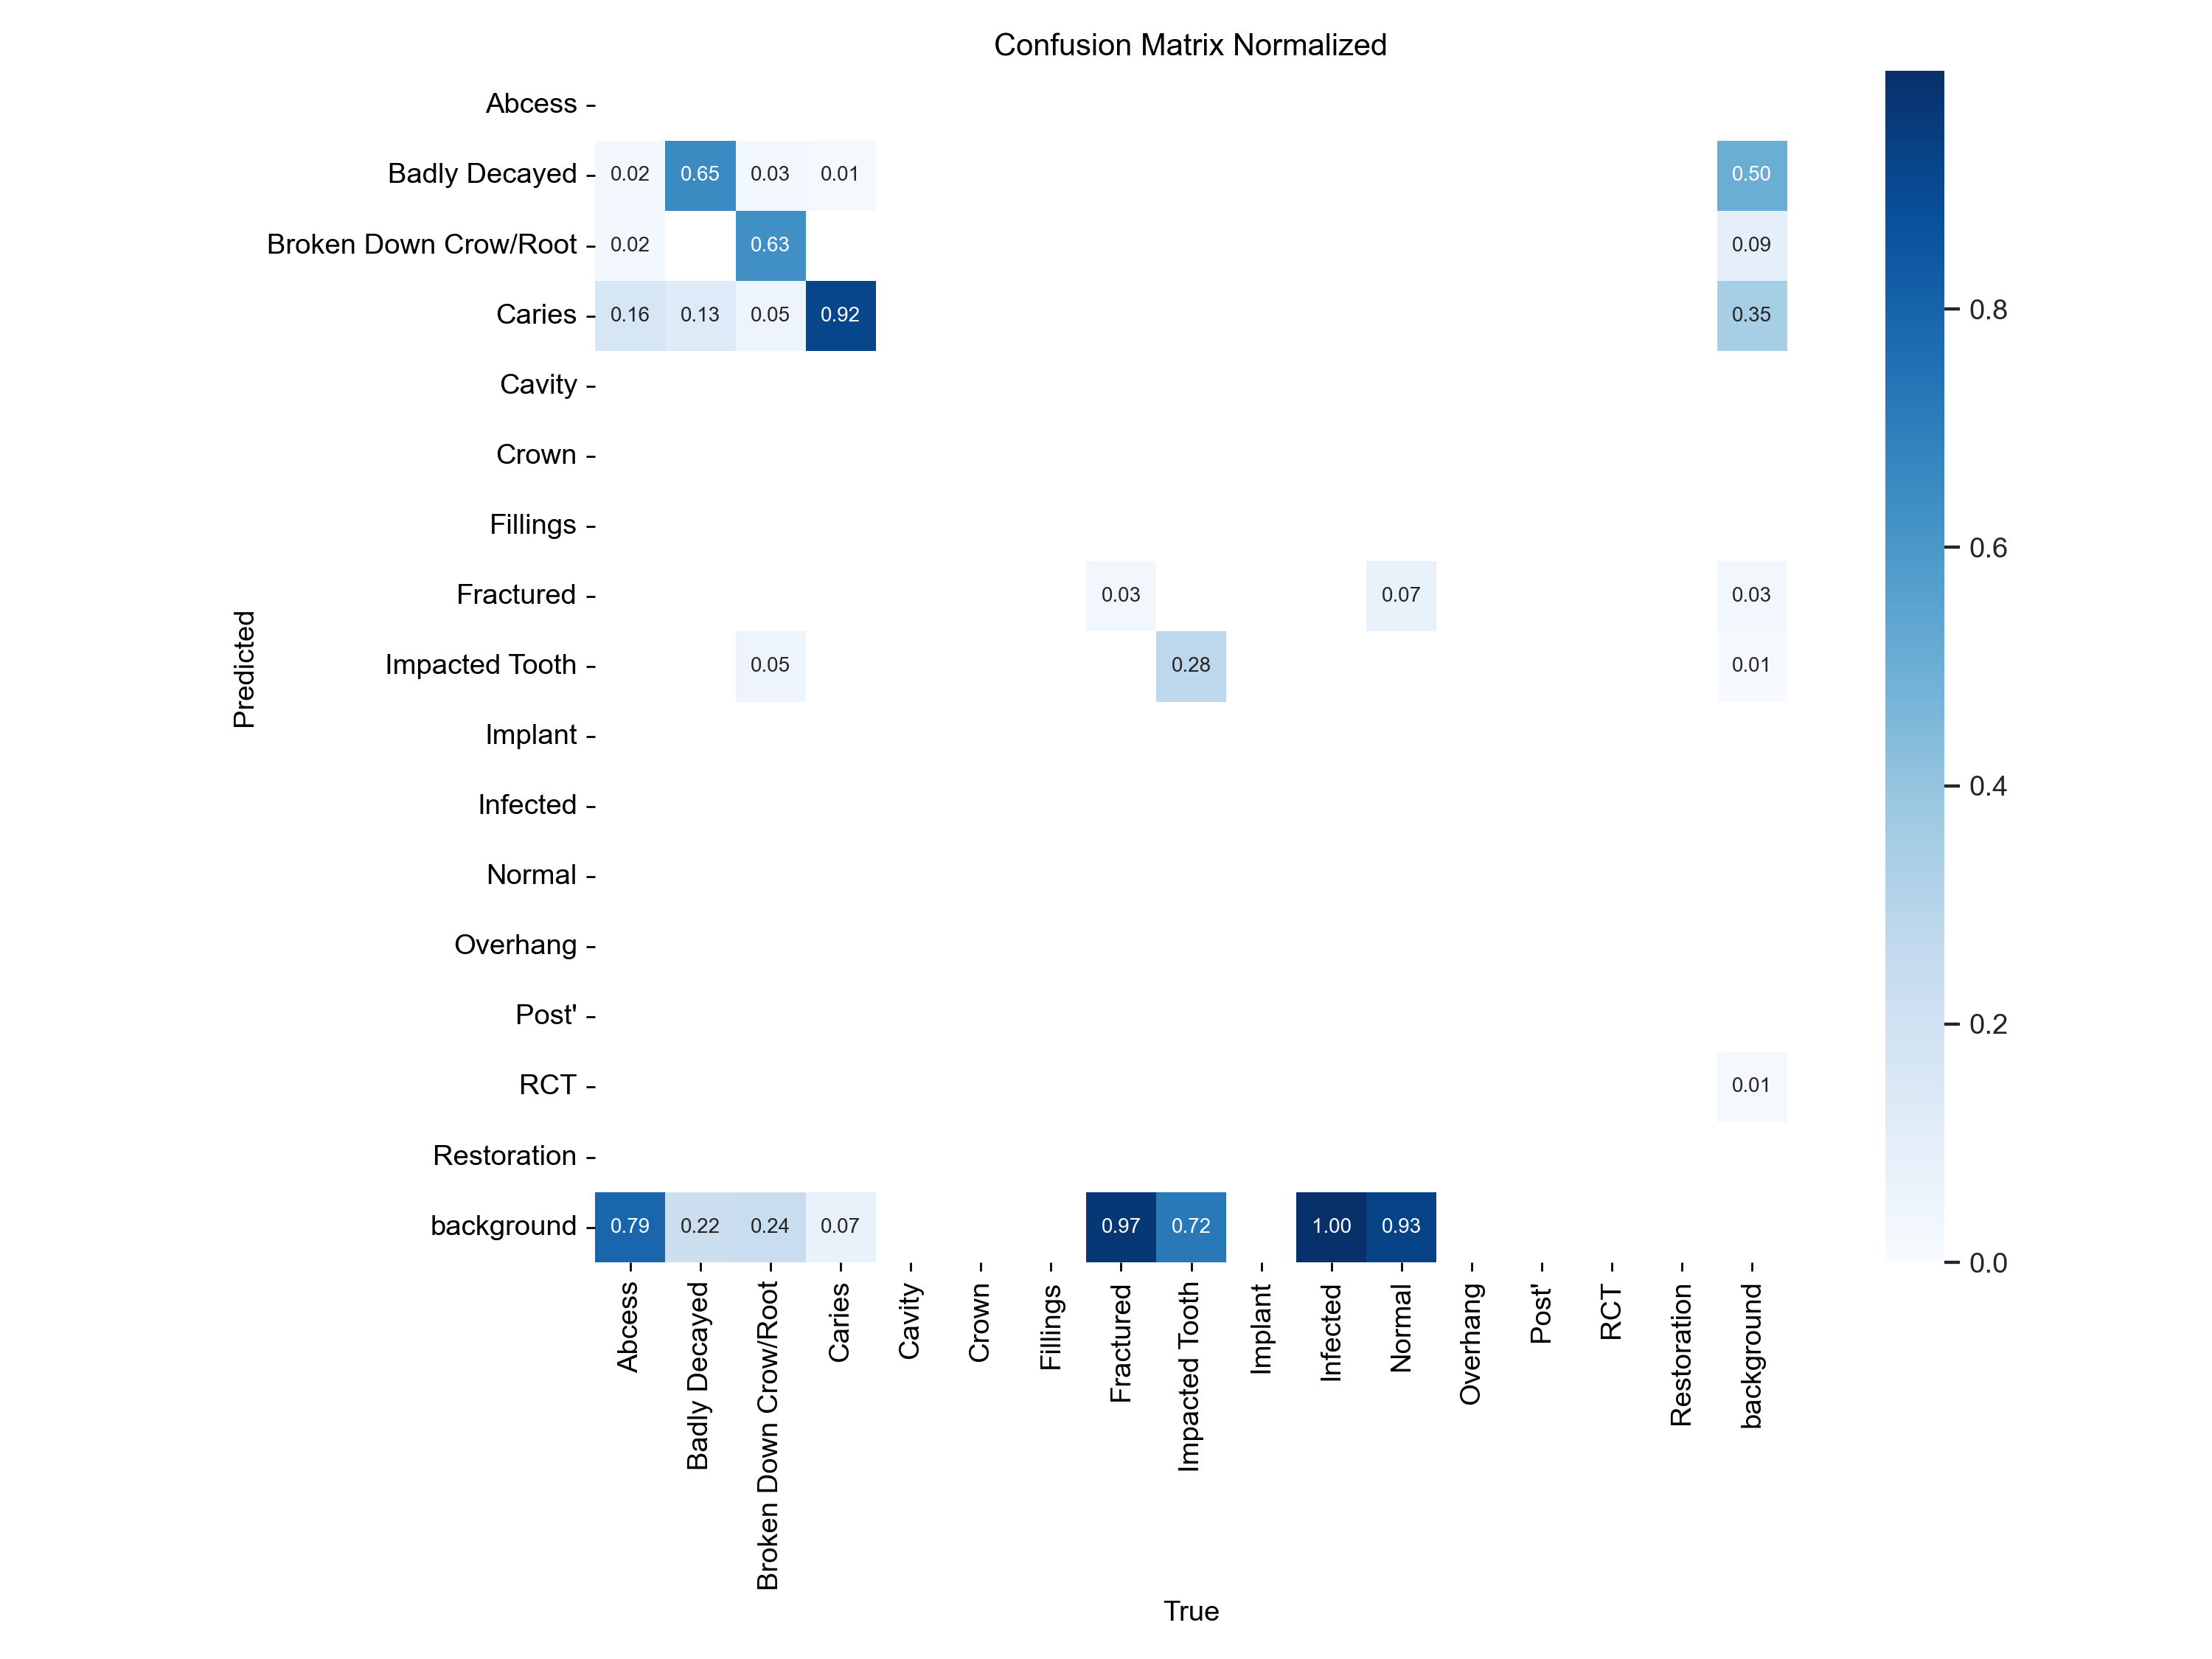 Confusion Matrix Normalized
Abcess
Badly Decayed 0.02 0.65 0.03 0.01 0.50
Broken Down Crow/Root 0.02 0.63 0.09
Caries 0.16 0.13 0.05 0.92 0.35
Cavity
Crown
Fillings
Fractured 0.03 0.07 0.03
Impacted Tooth 0.05 0.28 0.01
Implant
Infected
Normal
Overhang
Post'
RCT 0.01
Restoration
background 0.79 0.22 0.24 0.07 0.97 0.72 1.00 0.93
Predicted
Abcess
Badly Decayed
Broken Down Crow/Root
Caries
Cavity
Crown
Fillings
Fractured
Impacted Tooth
Implant
Infected
Normal
Overhang
Post'
RCT
Restoration
background
True
0.8
0.6
0.4
0.2
0.0